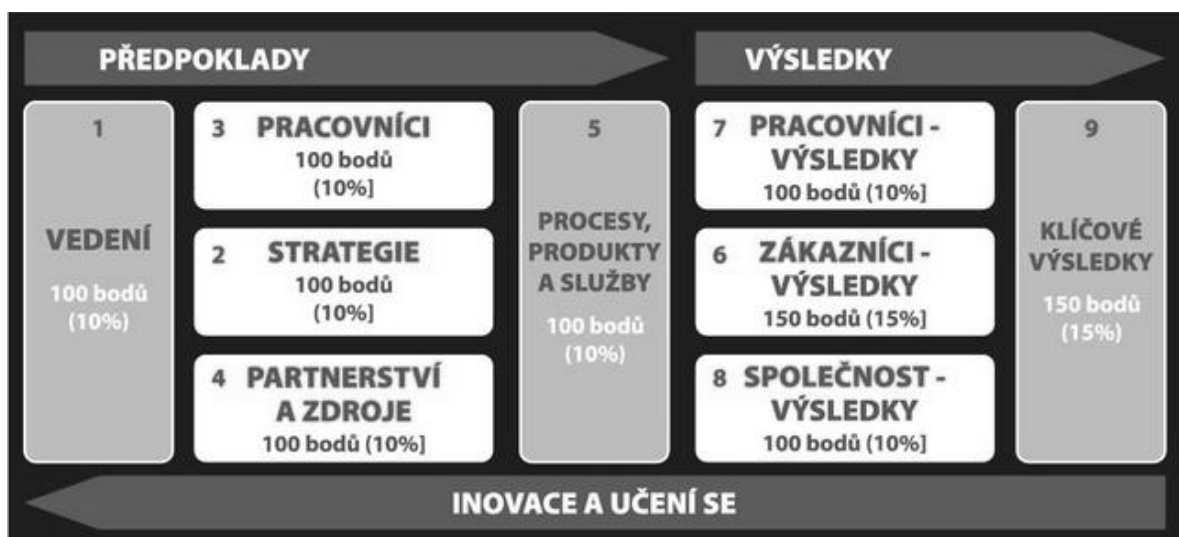 PŘEDPOKLADY
VÝSLEDKY
1
VEDENÍ
100 bodů
(10%)
3 PRACOVNÍCI
100 bodů
(10%]
2 STRATEGIE
100 bodů
(10%]
4 PARTNERSTVÍ
A ZDROJE
100 bodů (10%]
5
PROCESY,
PRODUKTY
A SLUŽBY
100 bodů
(10%)
7 PRACOVNÍCI -
VÝSLEDKY
100 bodů (10%]
6 ZÁKAZNÍCI -
VÝSLEDKY
150 bodů (15%]
8 SPOLEČNOST -
VÝSLEDKY
100 bodů (10%]
9
KLÍČOVÉ
VÝSLEDKY
150 bodů
(15%)
INOVACE A UČENÍ SE